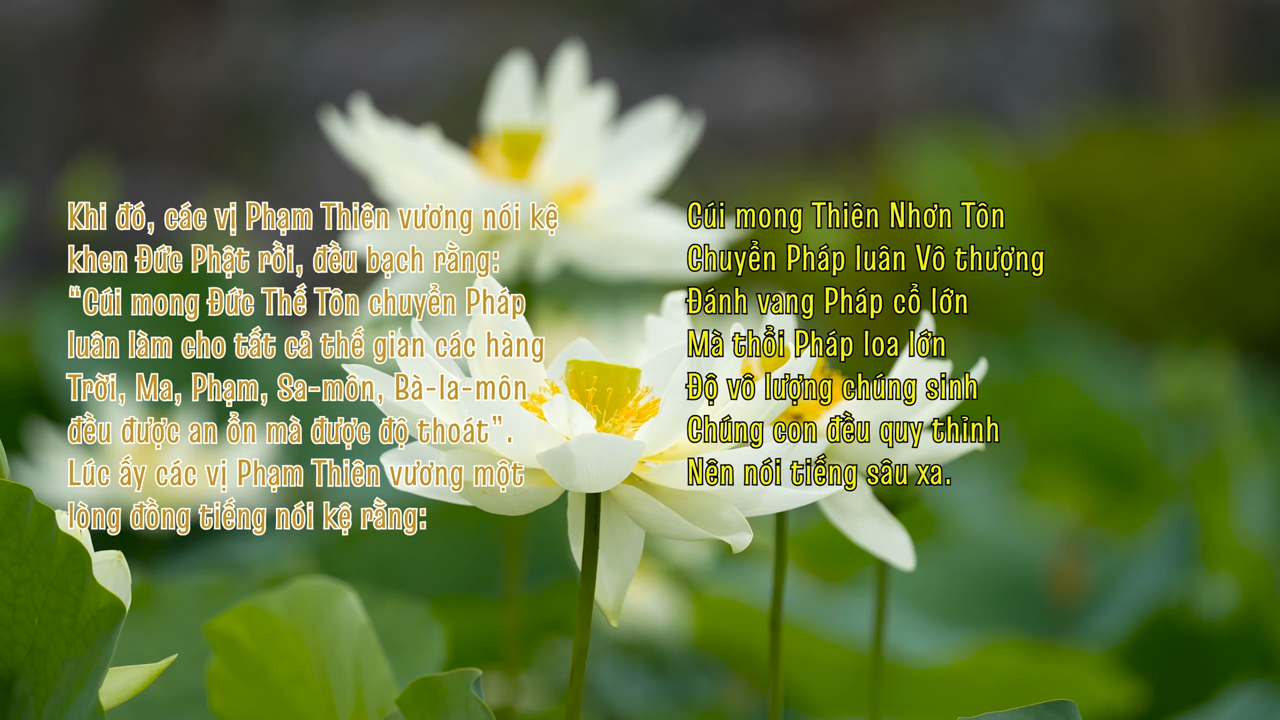 Khi đó, các vị Phạm Thiên vương nói kệ
khen Đức Phật rồi, đều bạch rằng:
“Cúi mong Đức Thế Tôn chuyển Pháp
luân làm cho tất cả thế gian các hàng
Trời, Ma, Phạm, Sa-môn, Bà-la-môn
đều được an ổn mà được độ thoát”.
Lúc ấy các vị Phạm Thiên vương một
lòng đồng tiếng nói kệ rằng:
Cúi mong Thiên Nhơn Tôn
Chuyển Pháp luân Vô thượng
Đánh vang Pháp cổ lớn
Mà thổi Pháp loa lớn
Độ vô lượng chúng sinh
Chúng con đều quy thỉnh
Nên nói tiếng sâu xa.